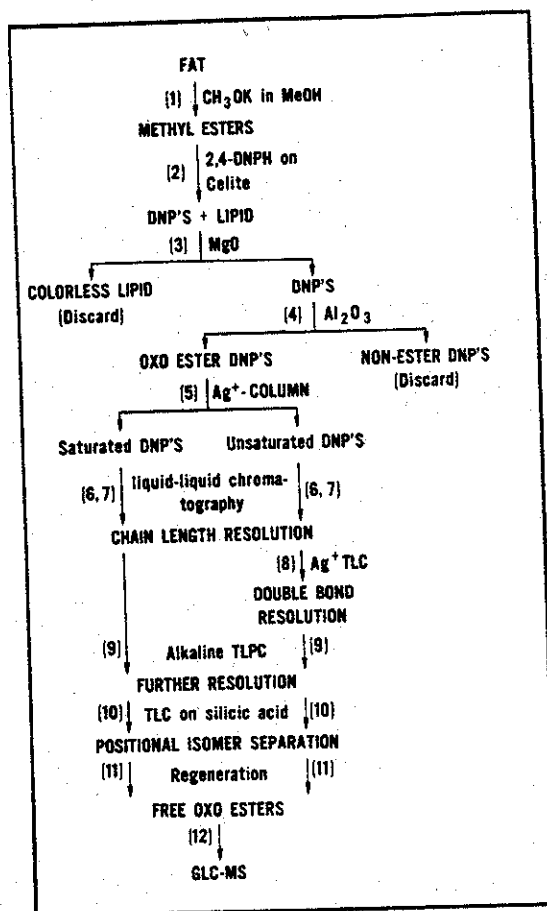 FAT
(1) CH3OK in MeOH
METHYL ESTERS
(2) 2,4-DNPH on
Celite
DNP'S + LIPID
(3) MgO
COLORLESS LIPID
(Discard)
DNP'S
(4) Al2O3
OXO ESTER DNP'S
NON-ESTER DNP'S
(Discard)
(5) Ag+-COLUMN
Saturated DNP'S
Unsaturated DNP'S
(6,7) liquid-liquid chroma- (6,7)
tography
CHAIN LENGTH RESOLUTION
(8) Ag+ TLC
DOUBLE BOND
RESOLUTION
(9) Alkaline TLPC (9)
FURTHER RESOLUTION
(10) TLC on silicic acid (10)
POSITIONAL ISOMER SEPARATION
(11) Regeneration (11)
FREE OXO ESTERS
(12)
GLC-MS